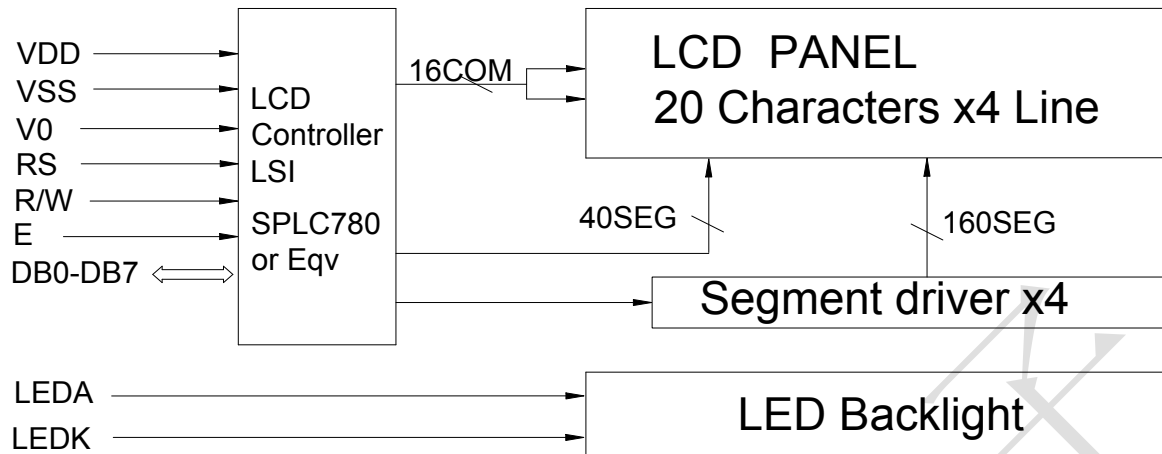 VDD
VSS
V0
RS
R/W
E
DB0-DB7
LCD
Controller
LSI
SPLC780
or Eqv
16COM
LCD PANEL
20 Characters x4 Line
40SEG
160SEG
Segment driver x4
LEDA
LEDK
LED Backlight